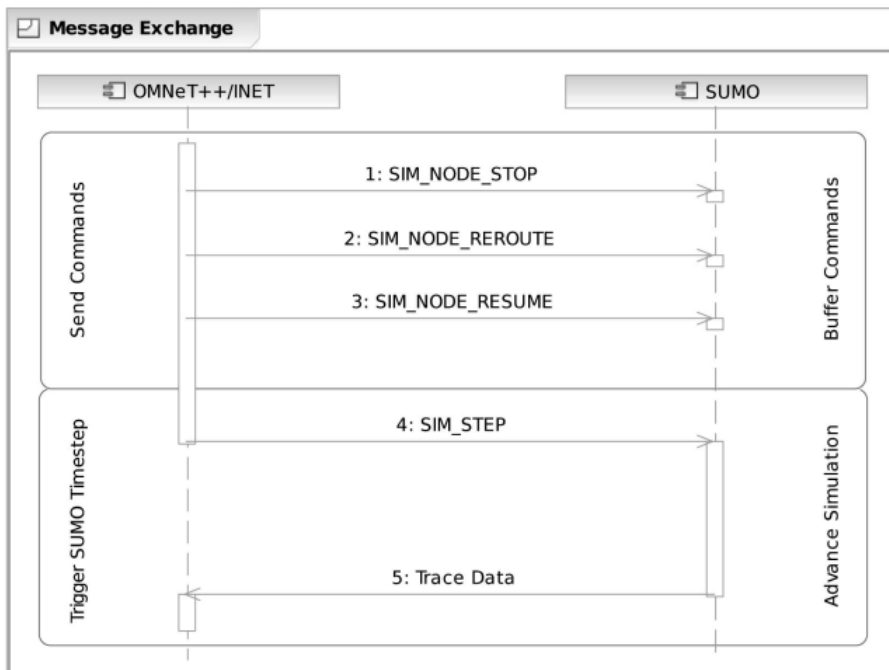 Message Exchange
OMNeT++/INET
SUMO
Send Commands
1: SIM_NODE_STOP
2: SIM_NODE_REROUTE
3: SIM_NODE_RESUME
Buffer Commands
Trigger SUMO Timestep
4: SIM_STEP
5: Trace Data
Advance Simulation